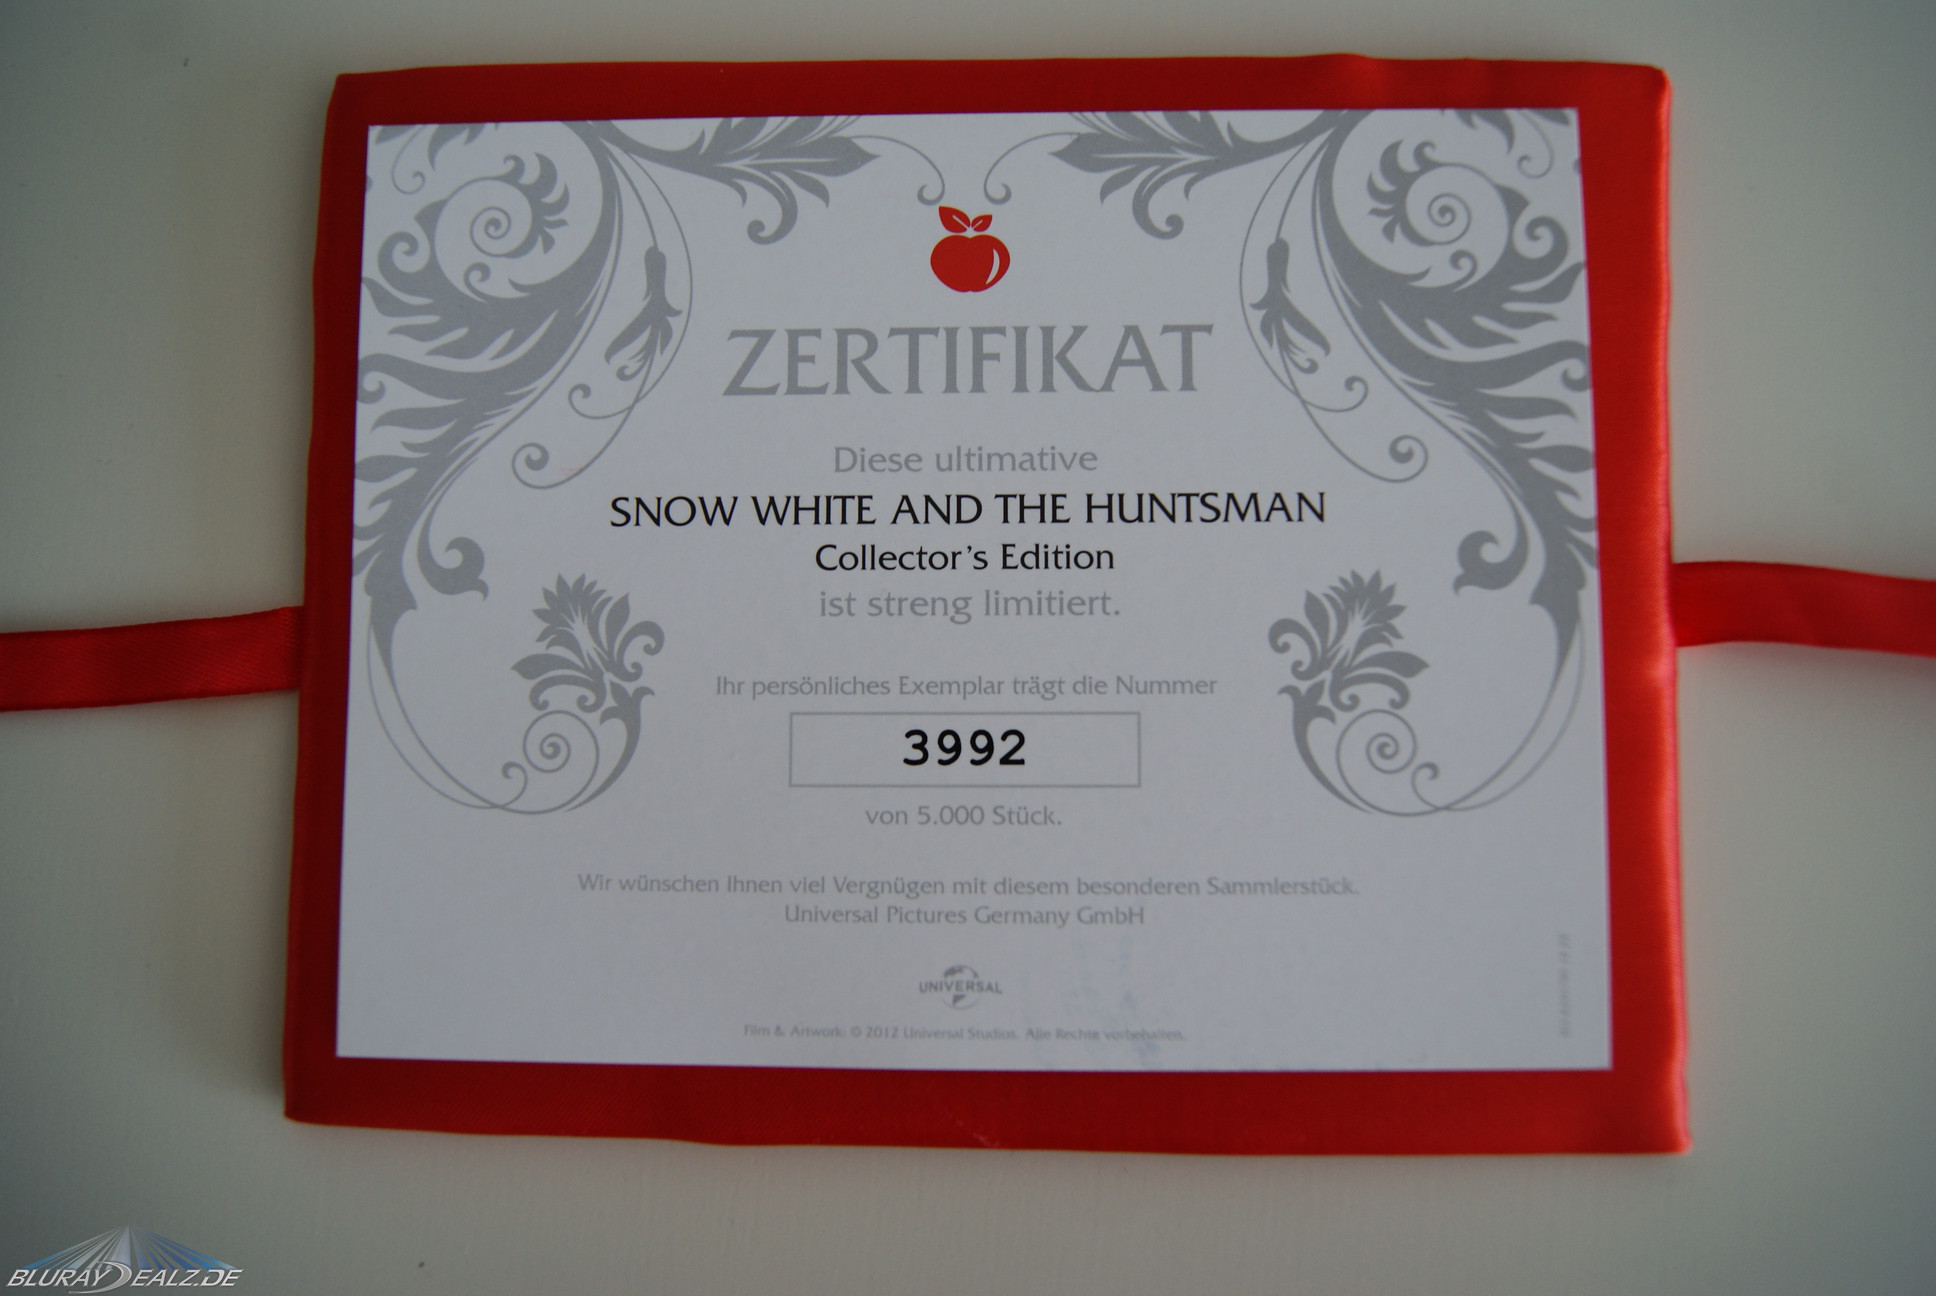 ZERTIFIKAT
Diese ultimative
SNOW WHITE AND THE HUNTSMAN
Collector's Edition
ist streng limitiert.
Ihr persönliches Exemplar trägt die Nummer
3992
von 5.000 Stück.
Wir wünschen Ihnen viel Vergnügen mit diesem besonderen Sammlerstück.
Universal Pictures Germany GmbH
UNIVERSAL
Film & Artwork: © 2012 Universal Studios. Alle Rechte vorbehalten.
BLURAYDEALZ.DE